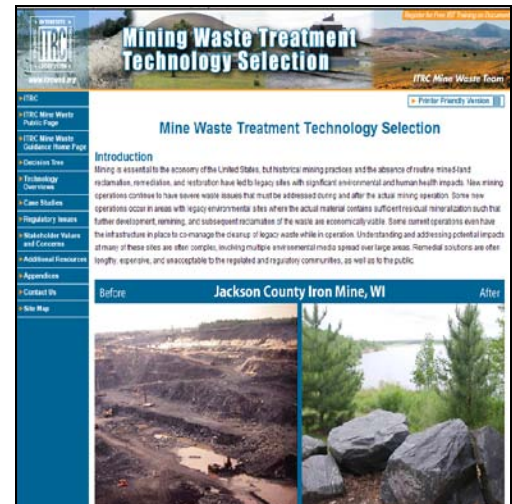 INTERSTATE
ITRC
Mining Waste Treatment
Technology Selection
ITRC Mine Waste Team
Printer Friendly Version
ITRC
ITRC Mine Waste
Public Page
ITRC Mine Waste
Guidance Home Page
Decision Tree
Technology
Overviews
Case Studies
Regulatory Issues
Stakeholder Values
and Concerns
Additional Resources
Appendices
Contact Us
Site Map
Mine Waste Treatment Technology Selection
Introduction
Mining is essential to the economy of the United States, but historical mining practices and the absence of routine mined-land
reclamation, remediation, and restoration have led to legacy sites with significant environmental and human health impacts. New mining
operations continue to have severe waste issues that must be addressed during and after the actual mining operation. Some new
operations occur in areas with legacy environmental sites where the actual material contains sufficient residual mineralization such that
further development, remining, and subsequent reclamation of the waste are economically viable. Some current operations even have
the infrastructure in place to co-manage the cleanup of legacy waste while in operation. Understanding and addressing potential impacts
at many of these sites are often complex, involving multiple environmental media spread over large areas. Remedial solutions are often
lengthy, expensive, and unacceptable to the regulated and regulatory communities, as well as to the public.
Before
Jackson County Iron Mine, WI
After